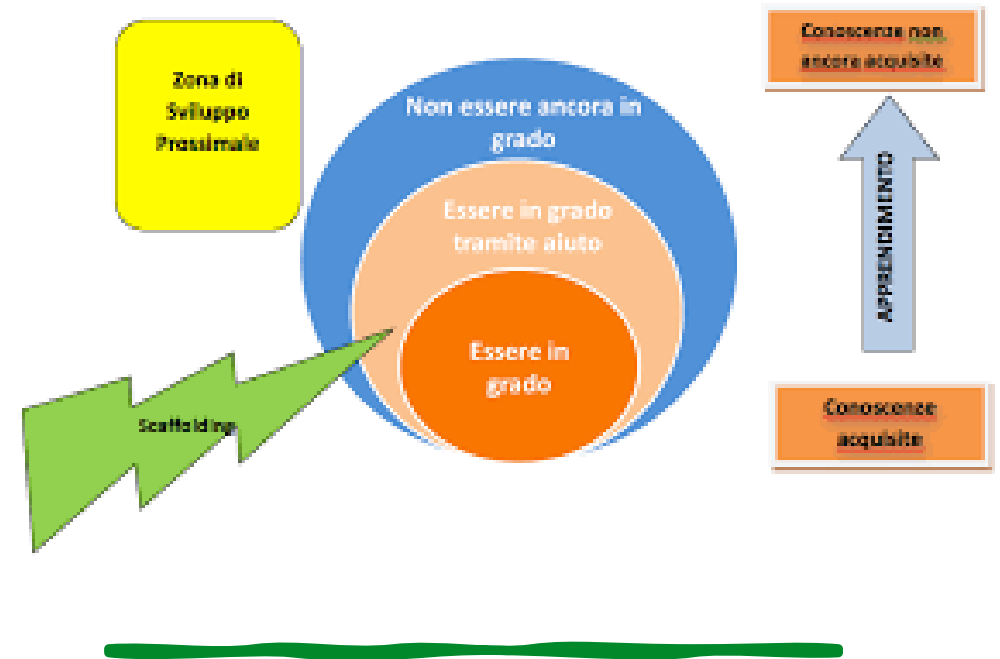 Zona di
Sviluppo
Prossimale
Non essere ancora in
grado
Essere in grado
tramite aiuto
Essere in
grado
Scaffolding
Conoscenze non
ancora acquisite
APPRENDIMENTO
Conoscenze
acquisite